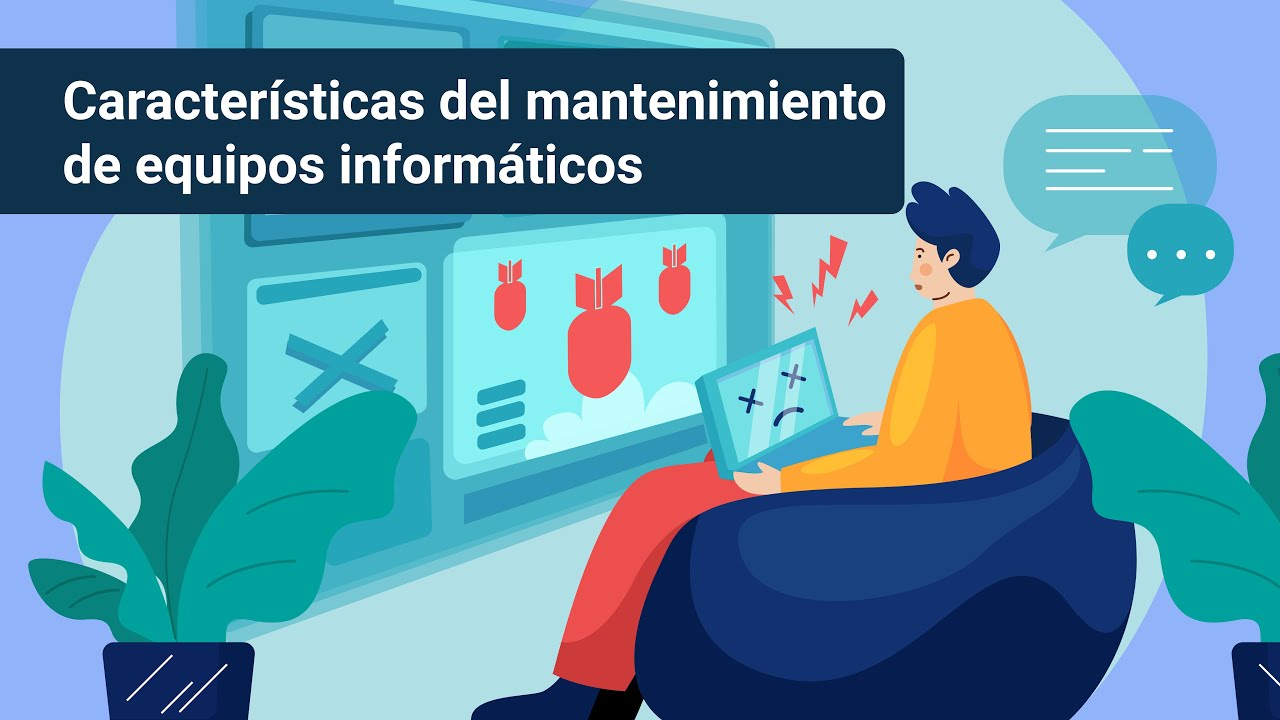 Características del mantenimiento
de equipos informáticos